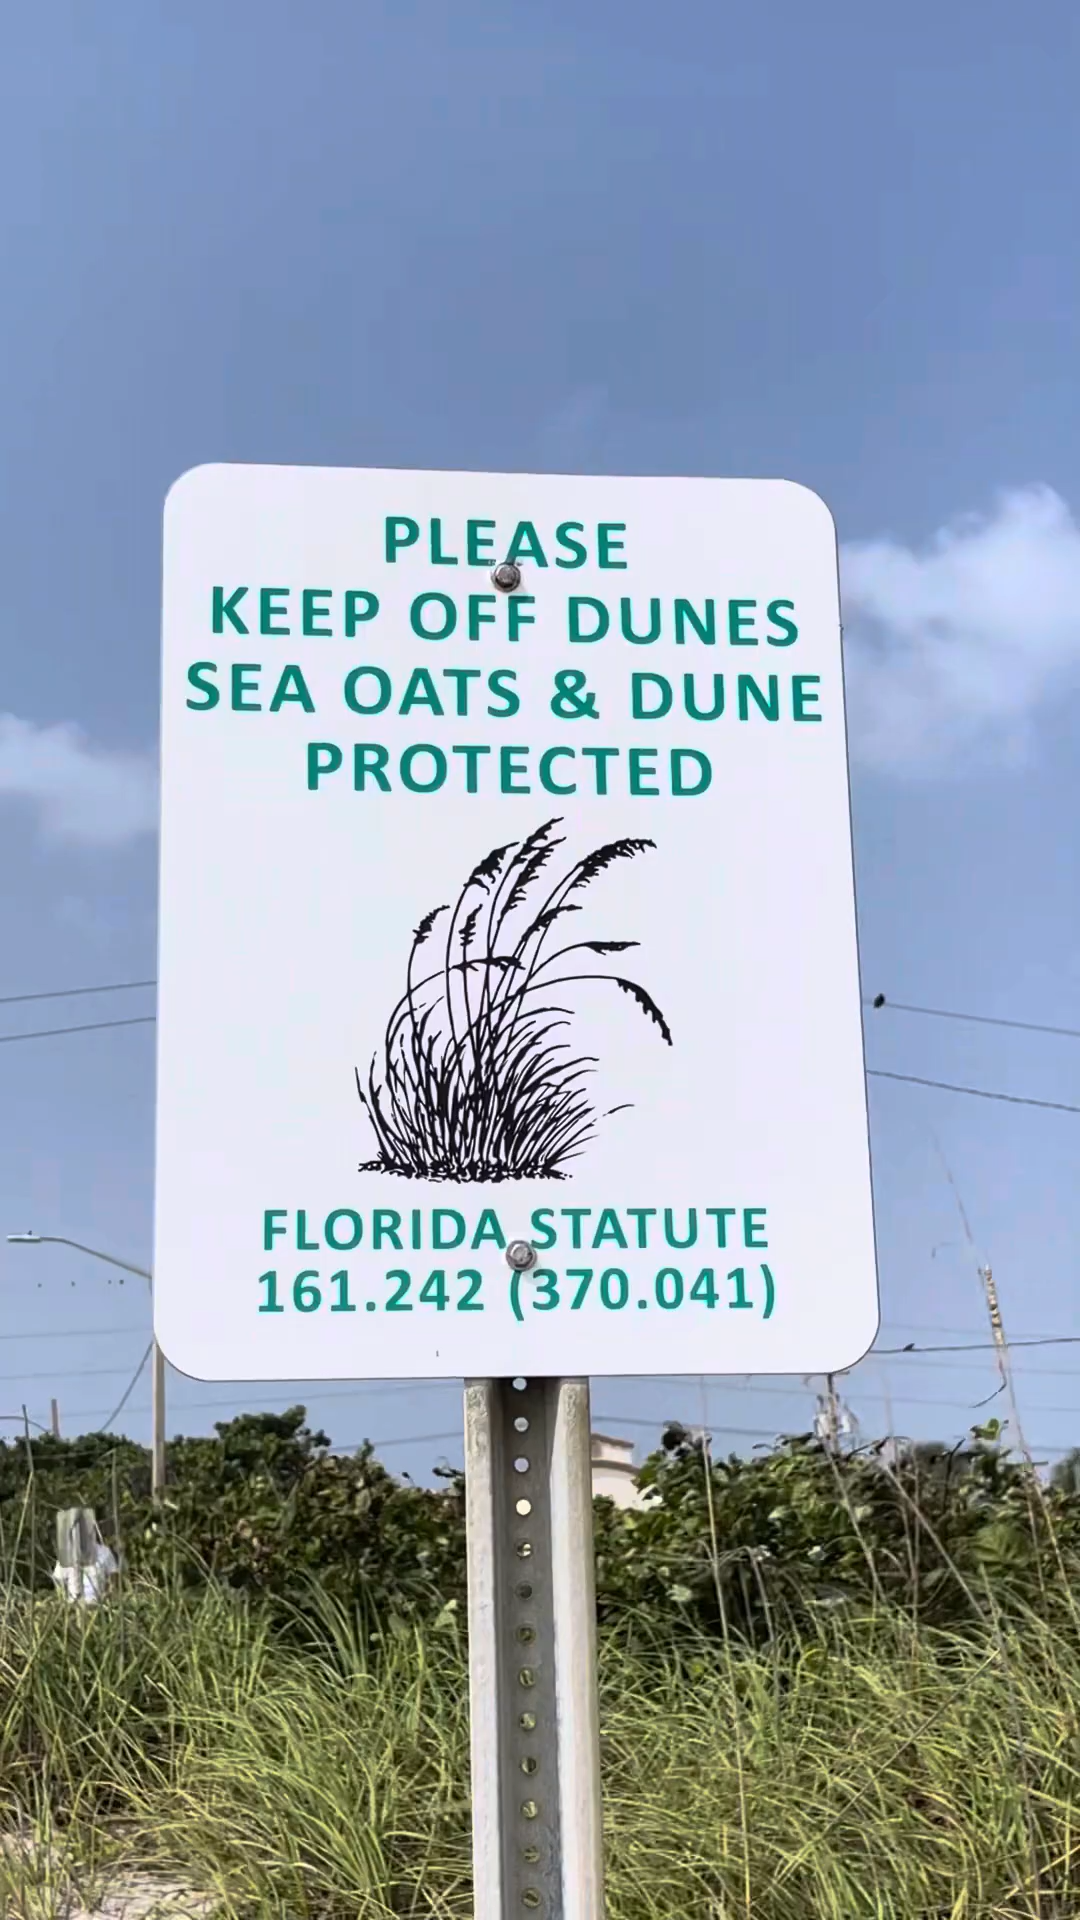 PLEASE
KEEP OFF DUNES
SEA OATS & DUNE
PROTECTED
FLORIDA STATUTE
161.242 (370.041)